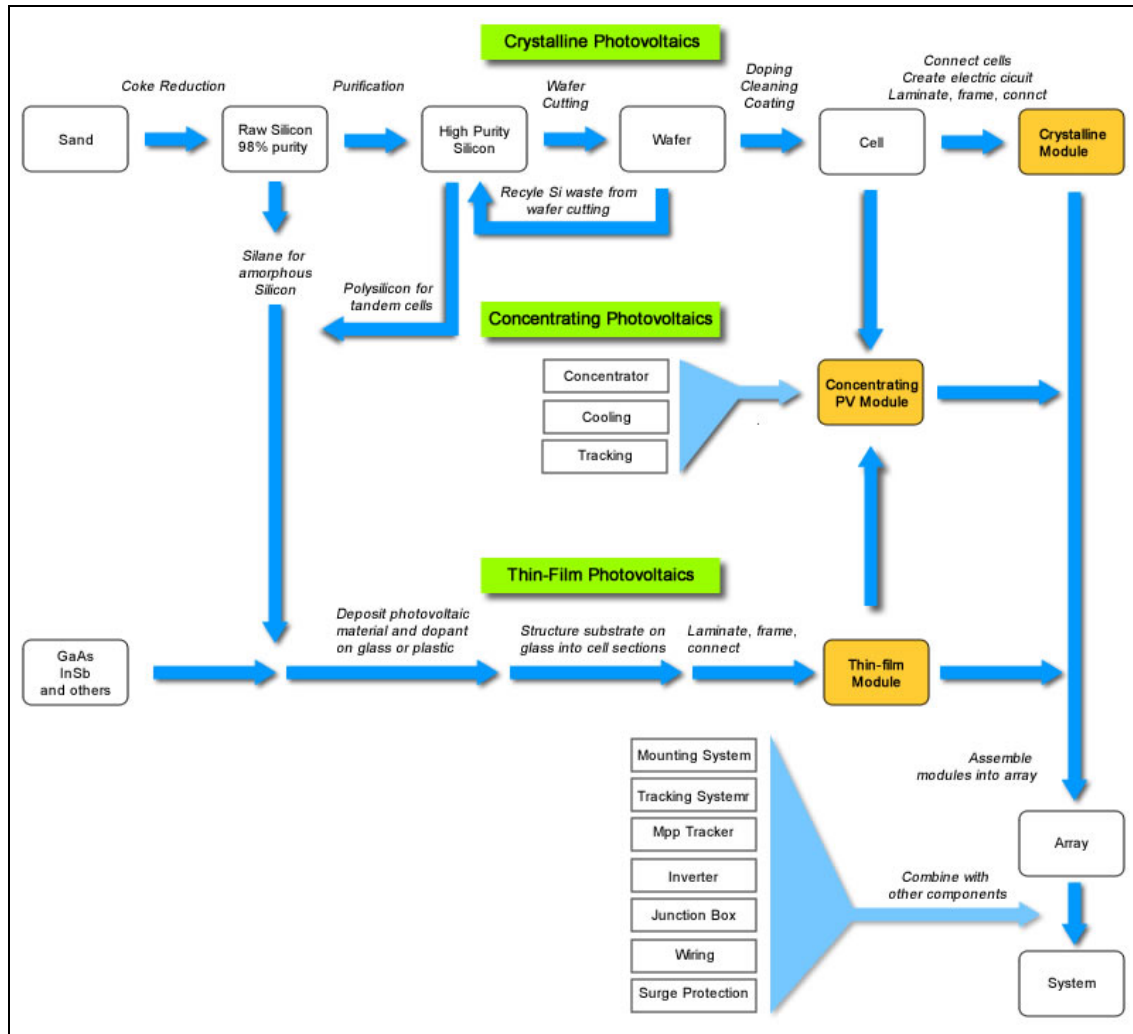 Crystalline Photovoltaics
Coke Reduction
Purification
Wafer
Cutting
Doping
Cleaning
Coating
Connect cells
Create electric cicuit
Laminate, frame, connct
Sand
Raw Silicon
98% purity
High Purity
Silicon
Wafer
Cell
Crystalline
Module
Recyle Si waste from
wafer cutting
Silane for
amorphous
Silicon
Polysilicon for
tandem cells
Concentrating Photovoltaics
Concentrator
Cooling
Tracking
Concentrating
PV Module
Thin-Film Photovoltaics
Deposit photovoltaic
material and dopant
on glass or plastic
Structure substrate on
glass into cell sections
Laminate, frame,
connect
GaAs
InSb
and others
Thin-film
Module
Mounting System
Tracking Systemr
Mpp Tracker
Inverter
Junction Box
Wiring
Surge Protection
Assemble
modules into array
Array
Combine with
other components
System